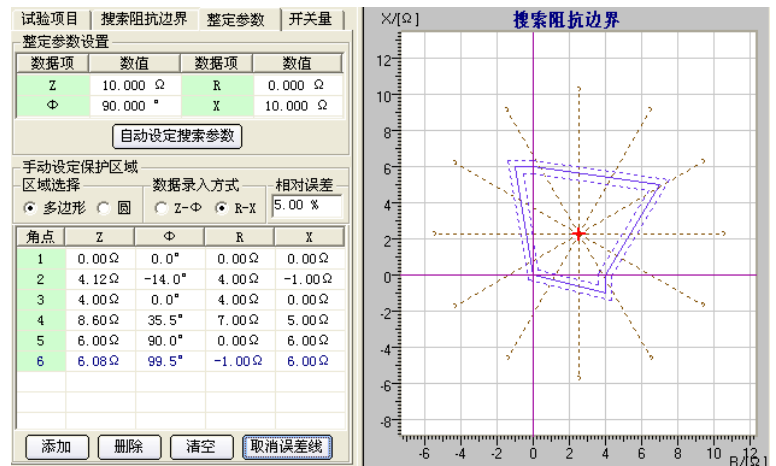 试验项目 搜索阻抗边界 整定参数 开关量
整定参数设置
数据项 数值 数据项 数值
Z 10.000 Ω R 0.000 Ω
Φ 90.000 ° X 10.000 Ω
自动设定搜索参数
手动设定保护区域
区域选择 数据录入方式 相对误差
多边形 圆 Z-Φ R-X 5.00 %
角点 Z Φ R X
1 0.00Ω 0.0° 0.00Ω 0.00Ω
2 4.12Ω -14.0° 4.00Ω -1.00Ω
3 4.00Ω 0.0° 4.00Ω 0.00Ω
4 8.60Ω 35.5° 7.00Ω 5.00Ω
5 6.00Ω 90.0° 0.00Ω 6.00Ω
6 6.08Ω 99.5° -1.00Ω 6.00Ω
添加 删除 清空 取消误差线
X/[Ω] 搜索阻抗边界
12
10
8
6
4
2
0
-2
-4
-6
-8
-6 -4 -2 0 2 4 6 8 10 12
R/[Ω]